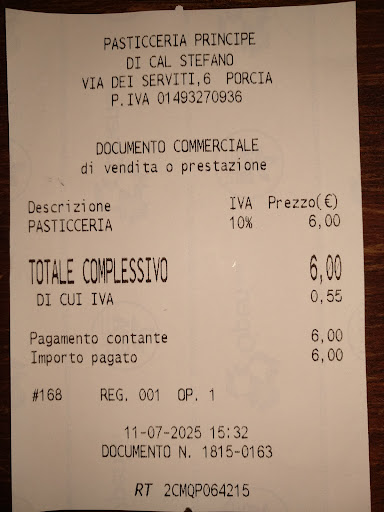 PASTICCERIA PRINCIPE
DI CAL STEFANO
VIA DEI SERVITI,6 PORCIA
P.IVA 01493270936
DOCUMENTO COMMERCIALE
di vendita o prestazione
Descrizione IVA Prezzo(€)
PASTICCERIA 10% 6,00
TOTALE COMPLESSIVO 6,00
DI CUI IVA 0,55
Pagamento contante 6,00
Importo pagato 6,00
#168 REG. 001 OP. 1
11-07-2025 15:32
DOCUMENTO N. 1815-0163
RT 2CMQP064215